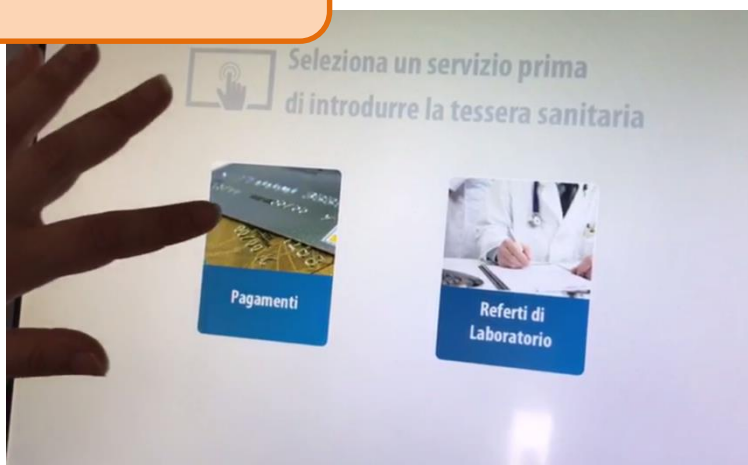 Seleziona un servizio prima
di introdurre la tessera sanitaria
Pagamenti
Referti di
Laboratorio